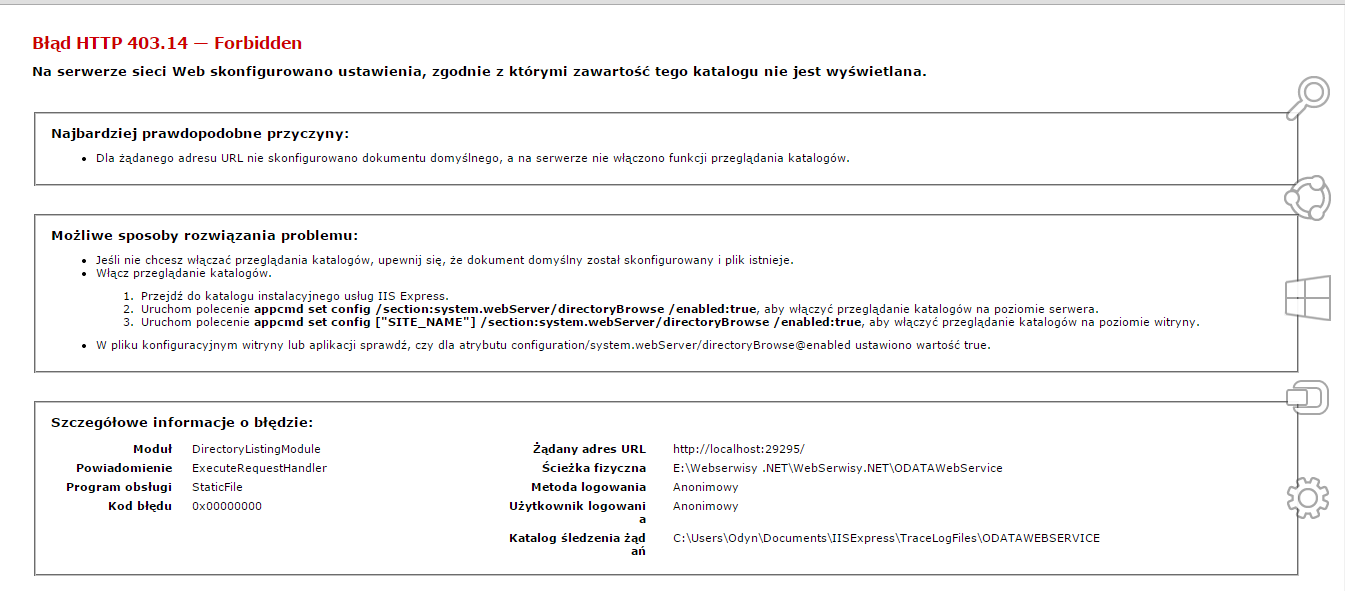 Błąd HTTP 403.14 — Forbidden
Na serwerze sieci Web skonfigurowano ustawienia, zgodnie z którymi zawartość tego katalogu nie jest wyświetlana.
Najbardziej prawdopodobne przyczyny:
• Dla żądanego adresu URL nie skonfigurowano dokumentu domyślnego, a na serwerze nie włączono funkcji przeglądania katalogów.
Możliwe sposoby rozwiązania problemu:
• Jeśli nie chcesz włączać przeglądania katalogów, upewnij się, że dokument domyślny został skonfigurowany i plik istnieje.
• Włącz przeglądanie katalogów.
1. Przejdź do katalogu instalacyjnego usług IIS Express.
2. Uruchom polecenie appcmd set config /section:system.webServer/directoryBrowse /enabled:true, aby włączyć przeglądanie katalogów na poziomie serwera.
3. Uruchom polecenie appcmd set config ["SITE_NAME"] /section:system.webServer/directoryBrowse /enabled:true, aby włączyć przeglądanie katalogów na poziomie witryny.
• W pliku konfiguracyjnym witryny lub aplikacji sprawdź, czy dla atrybutu configuration/system.webServer/directoryBrowse@enabled ustawiono wartość true.
Szczegółowe informacje o błędzie:
Moduł DirectoryListingModule
Powiadomienie ExecuteRequestHandler
Program obsługi StaticFile
Kod błędu 0x00000000
Żądany adres URL http://localhost:29295/
Ścieżka fizyczna E:\Webserwisy .NET\WebSerwisy.NET\ODATAWebService
Metoda logowania Anonimowy
Użytkownik logowani Anonimowy
a
Katalog śledzenia żąd C:\Users\Odyn\Documents\IISExpress\TraceLogFiles\ODATAWEBSERVICE
ań